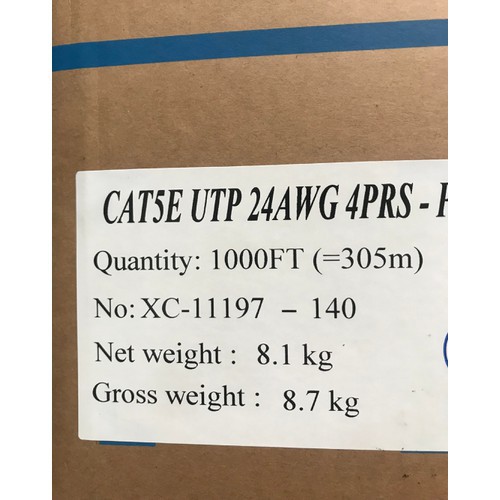 CAT5E UTP 24AWG 4PRS -
Quantity: 1000FT (=305m)
No: XC-11197 - 140
Net weight : 8.1 kg
Gross weight : 8.7 kg